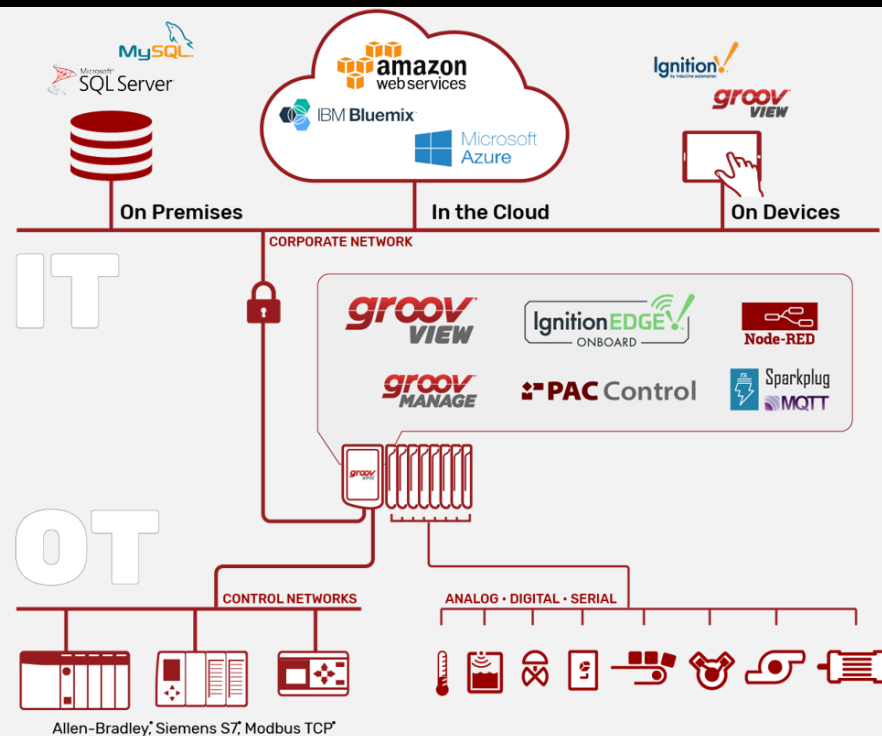 MySQL
Microsoft
SQL Server
amazon
web services
IBM Bluemix
Microsoft
Azure
Ignition!
by inductive automation
groov
VIEW
On Premises
In the Cloud
On Devices
CORPORATE NETWORK
IT
groov
VIEW
Ignition EDGE!
ONBOARD
Node-RED
groov
MANAGE
PAC Control
Sparkplug
MQTT
groov
EPIC
OT
CONTROL NETWORKS
ANALOG · DIGITAL · SERIAL
Allen-Bradley,* Siemens S7,* Modbus TCP*